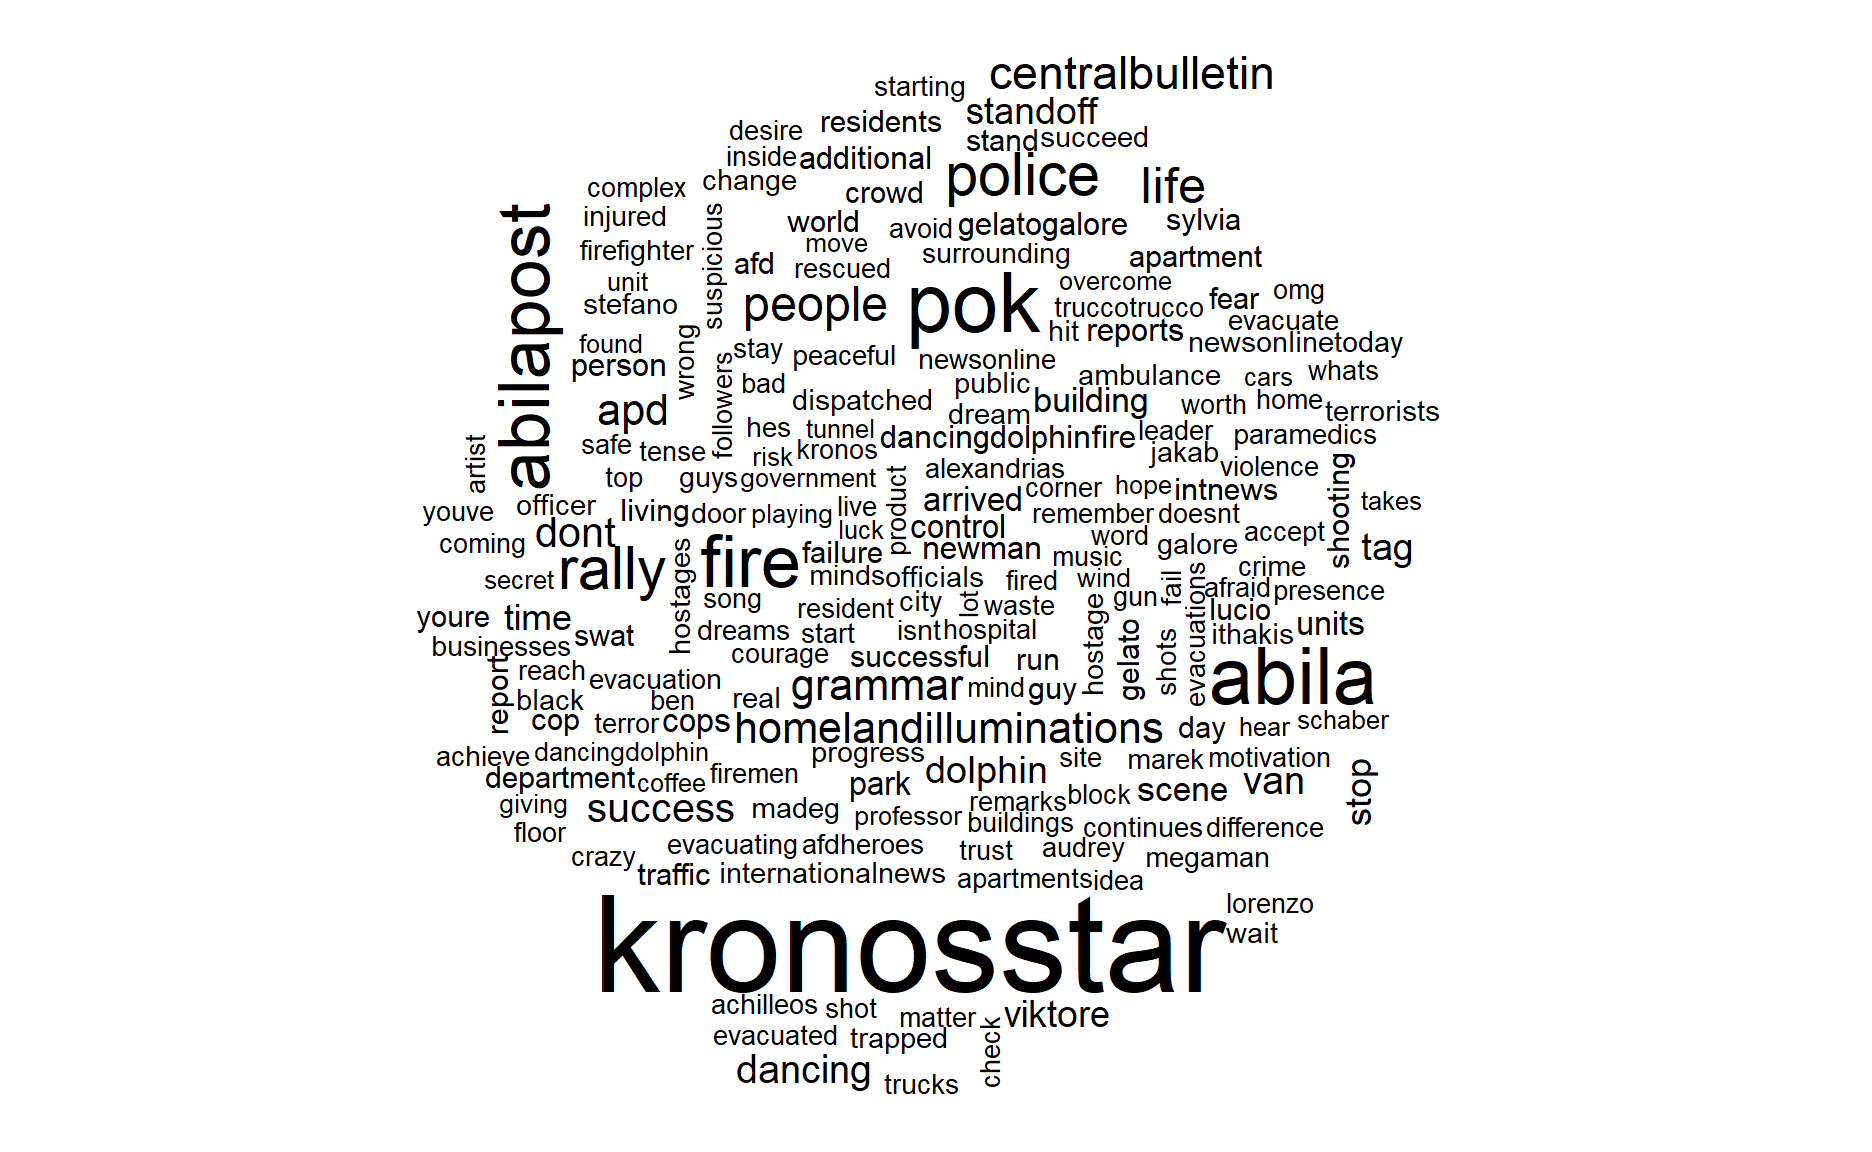 centralbulletin
starting
standoff
residents
desire
stand
succeed
inside
additional
police
life
complex
change
crowd
abilapost
injured
suspicious
world
avoid
gelatogalore
sylvia
firefighter
move
afd
rescued
surrounding
apartment
unit
stefano
people
pok
overcome
omg
truccotrucco
fear
evacuate
found
wrong
hit
reports
newsonlinetoday
person
followers
stay
peaceful
newsonline
bad
public
ambulance
cars
whats
apd
dispatched
dream
building
worth
home
terrorists
artist
safe
tense
hes
tunnel
dancingdolphinfire
leader
paramedics
risk
kronos
jakab
violence
top
guys
government
product
alexandrias
shooting
youve
officer
living
door
playing
live
arrived
corner
hope
intnews
takes
coming
dont
luck
control
remember
doesnt
word
accept
rally
fire
failure
newman
music
galore
tag
secret
hostages
minds
officials
fired
wind
fail
crime
afraid
presence
youre
time
song
resident
city
lot
waste
hostage
gun
shots
evacuations
lucio
businesses
swat
dreams
start
isnt
hospital
gelato
ithakis
units
report
reach
evacuation
courage
successful
run
abila
black
ben
real
grammar
mind
guy
cop
terror
cops
homelandilluminations
day
hear
schaber
achieve
dancingdolphin
progress
site
marek
motivation
stop
department
coffee
firemen
park
dolphin
scene
van
giving
success
madeg
professor
remarks
block
floor
buildings
continues
difference
crazy
evacuating
afdheroes
trust
audrey
megaman
traffic
internationalnews
apartments
idea
kronosstar
lorenzo
wait
achilleos
shot
matter
viktore
evacuated
trapped
check
dancing
trucks